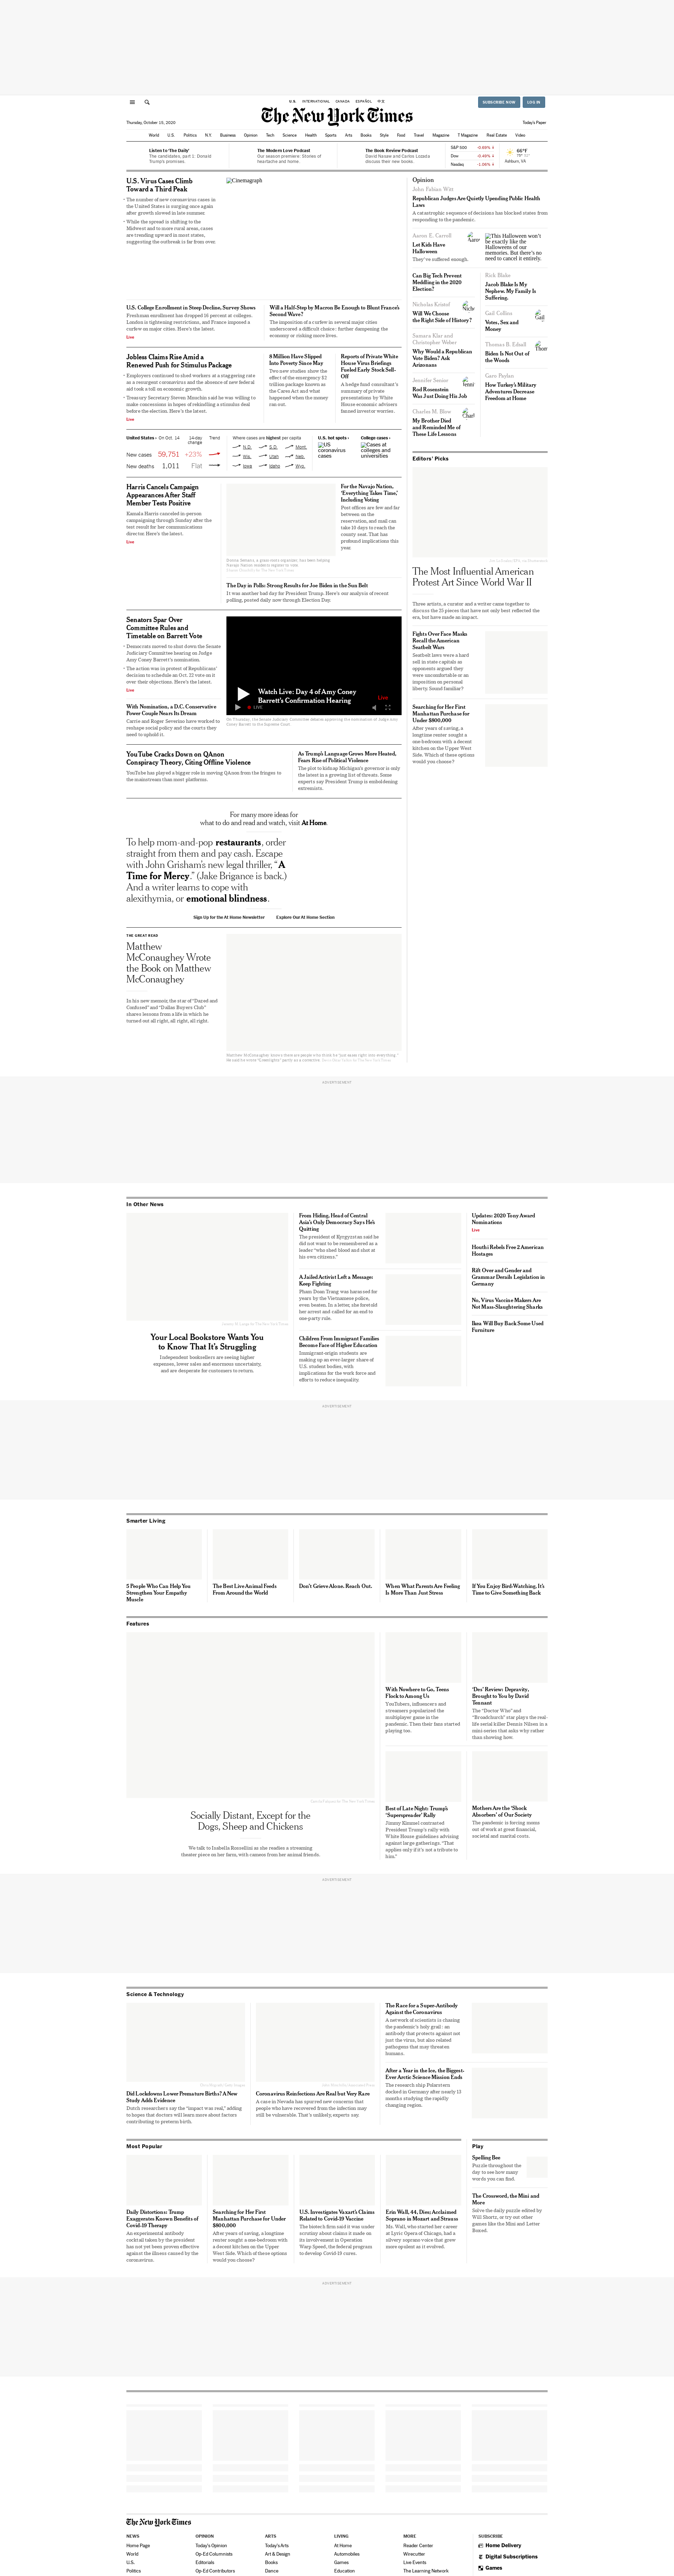 U.S. INTERNATIONAL CANADA ESPAÑOL 中文
SUBSCRIBE NOW LOG IN
The New York Times
Thursday, October 15, 2020
Today's Paper
World U.S. Politics N.Y. Business Opinion Tech Science Health Sports Arts Books Style Food Travel Magazine T Magazine Real Estate Video
Listen to 'The Daily'
The candidates, part 1: Donald
Trump's promises.
The Modern Love Podcast
Our season premiere: Stories of
heartache and home.
The Book Review Podcast
David Nasaw and Carlos Lozada
discuss their new books.
S&P 500
Dow
Nasdaq
Ashburn, VA
U.S. Virus Cases Climb
Toward a Third Peak
The number of new coronavirus cases in
the United States is surging once again
after growth slowed in late summer.
While the spread is shifting to the
Midwest and to more rural areas, cases
are trending upward in most states,
suggesting the outbreak is far from over.
Cinemagraph
U.S. College Enrollment in Steep Decline, Survey Shows
Freshman enrollment has dropped 16 percent at colleges.
London is tightening restrictions, and France imposed a
curfew in major cities. Here's the latest.
Live
Will a Half-Step by Macron Be Enough to Blunt France's
Second Wave?
The imposition of a curfew in several major cities
underscored a difficult choice: further dampening the
economy or risking more lives.
Jobless Claims Rise Amid a
Renewed Push for Stimulus Package
Employers continued to shed workers at a staggering rate
as a resurgent coronavirus and the new absence of federal
aid took a toll on economic growth.
Treasury Secretary Steven Mnuchin said he was willing to
make concessions in hopes of rekindling a stimulus deal
before the election. Here's the latest.
Live
8 Million Have Slipped
Into Poverty Since May
Two new studies show the
effect of the emergency $2
trillion package known as
the Cares Act and what
happened when the money
ran out.
Reports of Private White
House Virus Briefings
Fueled Early Stock Sell-
Off
A hedge fund consultant's
summary of private
presentations by White
House economic advisers
fanned investor worries.
United States › On Oct. 14 14-day change Trend
New cases 59,751 +23%
New deaths 1,011 Flat
Where cases are highest per capita
N.D. S.D. Mont.
Wis. Utah Neb.
Iowa Idaho Wyo.
U.S. hot spots ›
US
coronavirus
cases
College cases ›
Cases at
colleges and
universities
Harris Cancels Campaign
Appearances After Staff
Member Tests Positive
Kamala Harris canceled in-person
campaigning through Sunday after the
test result for her communications
director. Here's the latest.
Live
For the Navajo Nation,
'Everything Takes Time,'
Including Voting
Post offices are few and far
between on the
reservation, and mail can
take 10 days to reach the
county seat. That has
profound implications this
year.
The Day in Polls: Strong Results for Joe Biden in the Sun Belt
It was another bad day for President Trump. Here's our analysis of recent
polling, posted daily now through Election Day.
Senators Spar Over
Committee Rules and
Timetable on Barrett Vote
Democrats moved to shut down the Senate
Judiciary Committee hearing on Judge
Amy Coney Barrett's nomination.
The action was in protest of Republicans'
decision to schedule an Oct. 22 vote on it
over their objections. Here's the latest.
Live
With Nomination, a D.C. Conservative
Power Couple Nears Its Dream
Carrie and Roger Severino have worked to
reshape social policy and the courts they
want to uphold it.
Watch Live: Day 4 of Amy Coney
Barrett's Confirmation Hearing
Live
LIVE
On Thursday, the Senate Judiciary Committee debates approving the nomination of Judge Amy
Coney Barrett to the Supreme Court.
YouTube Cracks Down on QAnon
Conspiracy Theory, Citing Offline Violence
YouTube has played a bigger role in moving QAnon from the fringes to
the mainstream than most platforms.
As Trump's Language Grows More Heated,
Fears Rise of Political Violence
The plot to kidnap Michigan's governor is only
the latest in a growing list of threats. Some
experts say President Trump is emboldening
extremists.
For many more ideas for
what to do and read and watch, visit At Home.
To help mom-and-pop restaurants, order
straight from them and pay cash. Escape
with John Grisham's new legal thriller, "A
Time for Mercy." (Jake Brigance is back.)
And a writer learns to cope with
alexithymia, or emotional blindness.
Sign Up for the At Home Newsletter Explore Our At Home Section
THE GREAT READ
Matthew
McConaughey Wrote
the Book on Matthew
McConaughey
In his new memoir, the star of "Dazed and
Confused" and "Dallas Buyers Club"
shares lessons from a life in which he
turned out all right, all right, all right.
Opinion
John Fabian Witt
Republican Judges Are Quietly Upending Public Health
Laws
A catastrophic sequence of decisions has blocked states from
responding to the pandemic.
Aaron E. Carroll
Let Kids Have
Halloween
They've suffered enough.
This Halloween won't
be exactly like the
Halloweens of our
memories. But there's no
need to cancel it entirely.
Can Big Tech Prevent
Meddling in the 2020
Election?
Rick Blake
Jacob Blake Is My
Nephew. My Family Is
Suffering.
Nicholas Kristof
Will We Choose
the Right Side of History?
Gail Collins
Votes, Sex and
Money
Samara Klar and
Christopher Weber
Why Would a Republican
Vote Biden? Ask
Arizonans
Thomas B. Edsall
Biden Is Not Out of
the Woods
Jennifer Senior
Rod Rosenstein
Was Just Doing His Job
Garo Paylan
How Turkey's Military
Adventures Decrease
Freedom at Home
Charles M. Blow
My Brother Died
and Reminded Me of
These Life Lessons
Editors' Picks
The Most Influential American
Protest Art Since World War II
Three artists, a curator and a writer came together to
discuss the 25 pieces that have not only best reflected the
era, but have made an impact.
Fights Over Face Masks
Recall the American
Seatbelt Wars
Seatbelt laws were a hard
sell in state capitals as
opponents argued they
were uncomfortable or an
imposition on personal
liberty. Sound familiar?
Searching for Her First
Manhattan Purchase for
Under $800,000
After years of saving, a
longtime renter sought a
one-bedroom with a decent
kitchen on the Upper West
Side. Which of these options
would you choose?
ADVERTISEMENT
In Other News
Your Local Bookstore Wants You
to Know That It's Struggling
Independent booksellers are seeing higher
expenses, lower sales and enormous uncertainty,
and are desperate for customers to return.
From Hiding, Head of Central
Asia's Only Democracy Says He's
Quitting
The president of Kyrgyzstan said he
did not want to be remembered as a
leader "who shed blood and shot at
his own citizens."
A Jailed Activist Left a Message:
Keep Fighting
Pham Doan Trang was harassed for
years by the Vietnamese police,
even beaten. In a letter, she foretold
her arrest and called for an end to
one-party rule.
Children From Immigrant Families
Become Face of Higher Education
Immigrant-origin students are
making up an ever-larger share of
U.S. student bodies, with
implications for the work force and
efforts to reduce inequality.
Updates: 2020 Tony Award
Nominations
Live
Houthi Rebels Free 2 American
Hostages
Rift Over and Gender and
Grammar Derails Legislation in
Germany
No, Virus Vaccine Makers Are
Not Mass-Slaughtering Sharks
Ikea Will Buy Back Some Used
Furniture
ADVERTISEMENT
Smarter Living
5 People Who Can Help You
Strengthen Your Empathy
Muscle
The Best Live Animal Feeds
From Around the World
Don't Grieve Alone. Reach Out.
When What Parents Are Feeling
Is More Than Just Stress
If You Enjoy Bird-Watching, It's
Time to Give Something Back
Features
Socially Distant, Except for the
Dogs, Sheep and Chickens
We talk to Isabella Rossellini as she readies a streaming
theater piece on her farm, with cameos from her animal friends.
With Nowhere to Go, Teens
Flock to Among Us
YouTubers, influencers and
streamers popularized the
multiplayer game in the
pandemic. Then their fans started
playing too.
'Des' Review: Depravity,
Brought to You by David
Tennant
The "Doctor Who" and
"Broadchurch" star plays the real-
life serial killer Dennis Nilsen in a
mini-series that asks why rather
than showing how.
Best of Late Night: Trump's
'Superspreader' Rally
Jimmy Kimmel contrasted
President Trump's rally with
White House guidelines advising
against large gatherings. "That
applies only if it's not a tribute to
him."
Mothers Are the 'Shock
Absorbers' of Our Society
The pandemic is forcing moms
out of work at great financial,
societal and marital costs.
ADVERTISEMENT
Science & Technology
Did Lockdowns Lower Premature Births? A New
Study Adds Evidence
Dutch researchers say the "impact was real," adding
to hopes that doctors will learn more about factors
contributing to preterm birth.
Coronavirus Reinfections Are Real but Very Rare
A case in Nevada has spurred new concerns that
people who have recovered from the infection may
still be vulnerable. That's unlikely, experts say.
The Race for a Super-Antibody
Against the Coronavirus
A network of scientists is chasing
the pandemic's holy grail: an
antibody that protects against not
just the virus, but also related
pathogens that may threaten
humans.
After a Year in the Ice, the Biggest-
Ever Arctic Science Mission Ends
The research ship Polarstern
docked in Germany after nearly 13
months studying the rapidly
changing region.
Most Popular
Daily Distortions: Trump
Exaggerates Known Benefits of
Covid-19 Therapy
An experimental antibody
cocktail taken by the president
has not yet been proven effective
against the illness caused by the
coronavirus.
Searching for Her First
Manhattan Purchase for Under
$800,000
After years of saving, a longtime
renter sought a one-bedroom with
a decent kitchen on the Upper
West Side. Which of these options
would you choose?
U.S. Investigates Vaxart's Claims
Related to Covid-19 Vaccine
The biotech firm said it was under
scrutiny about claims it made on
its involvement in Operation
Warp Speed, the federal program
to develop Covid-19 cures.
Erin Wall, 44, Dies; Acclaimed
Soprano in Mozart and Strauss
Ms. Wall, who started her career
at Lyric Opera of Chicago, had a
silvery soprano voice that grew
more opulent as it evolved.
Play
Spelling Bee
Puzzle throughout the
day to see how many
words you can find.
The Crossword, the Mini and
More
Solve the daily puzzle edited by
Will Shortz, or try out other
games like the Mini and Letter
Boxed.
ADVERTISEMENT
The New York Times
NEWS
Home Page
World
U.S.
Politics
OPINION
Today's Opinion
Op-Ed Columnists
Editorials
Op-Ed Contributors
ARTS
Today's Arts
Art & Design
Books
Dance
LIVING
At Home
Automobiles
Games
Education
MORE
Reader Center
Wirecutter
Live Events
The Learning Network
SUBSCRIBE
Home Delivery
Digital Subscriptions
Games